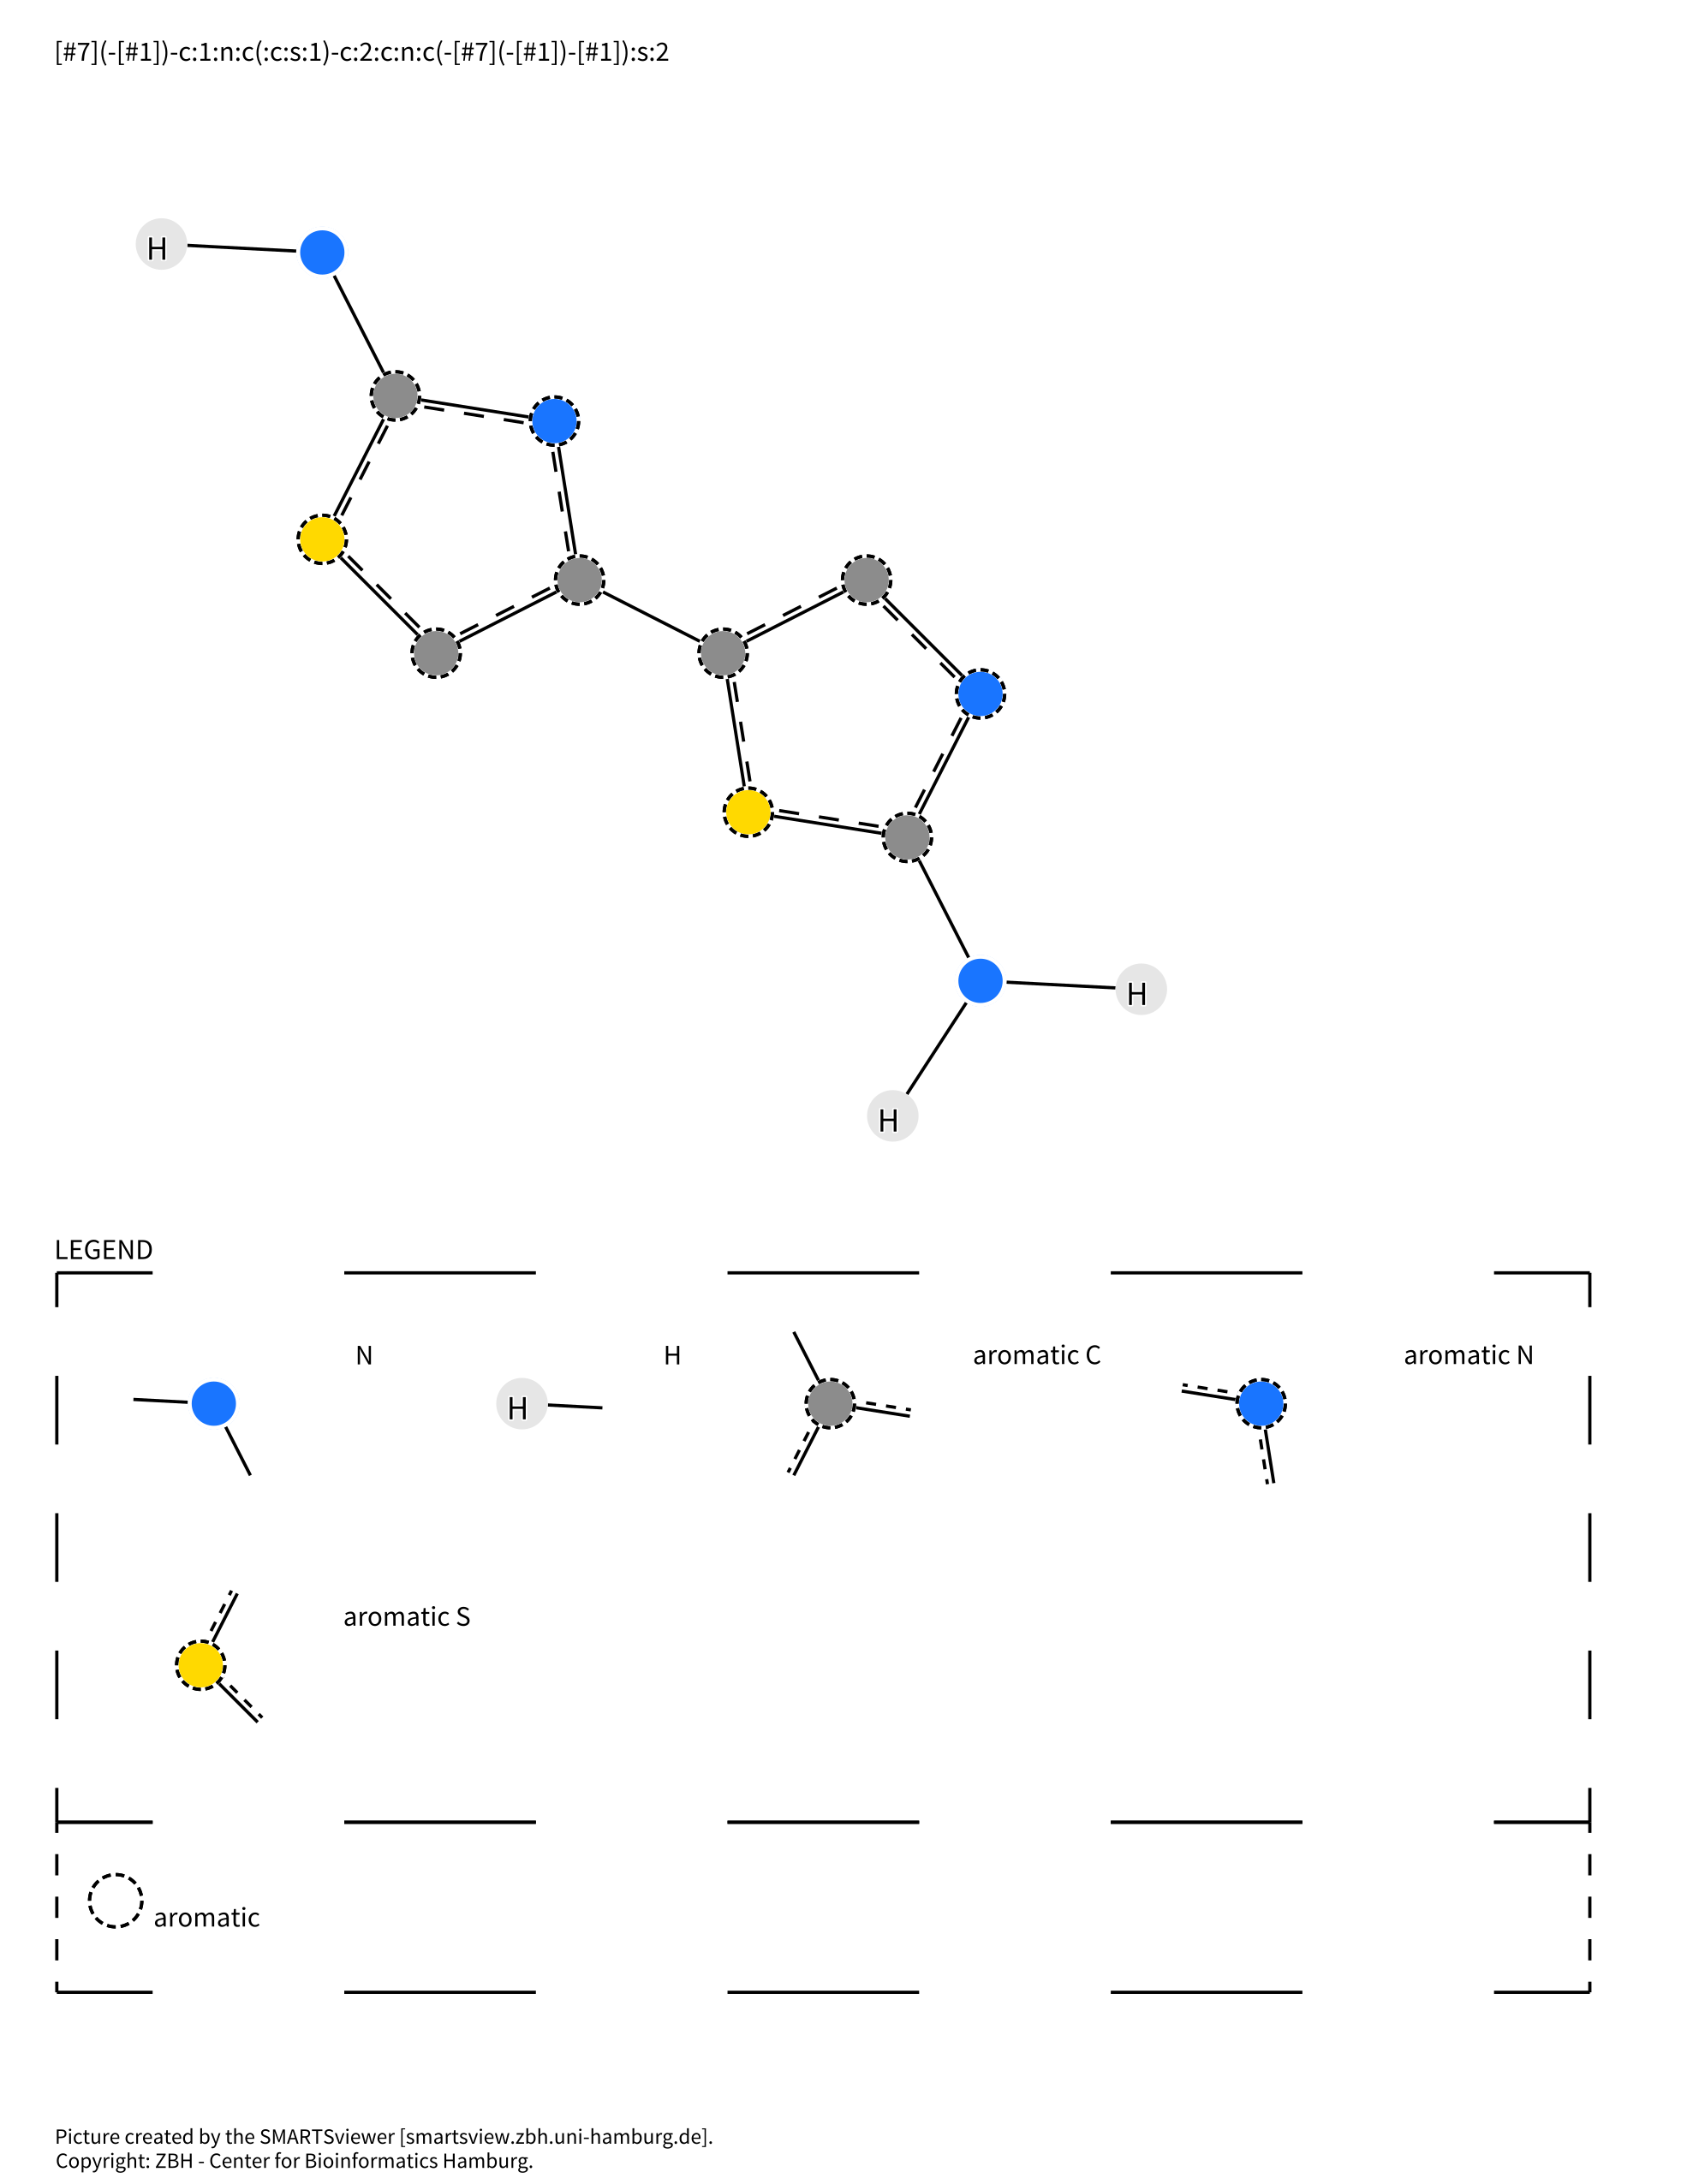 [#7](-[#1])-c:1:n:c(:c:s:1)-c:2:c:n:c(-[#7](-[#1])-[#1]):s:2
H
H
H
LEGEND
N
H
H
aromatic C
aromatic N
aromatic S
aromatic
Picture created by the SMARTSviewer [smartsview.zbh.uni-hamburg.de].
Copyright: ZBH - Center for Bioinformatics Hamburg.